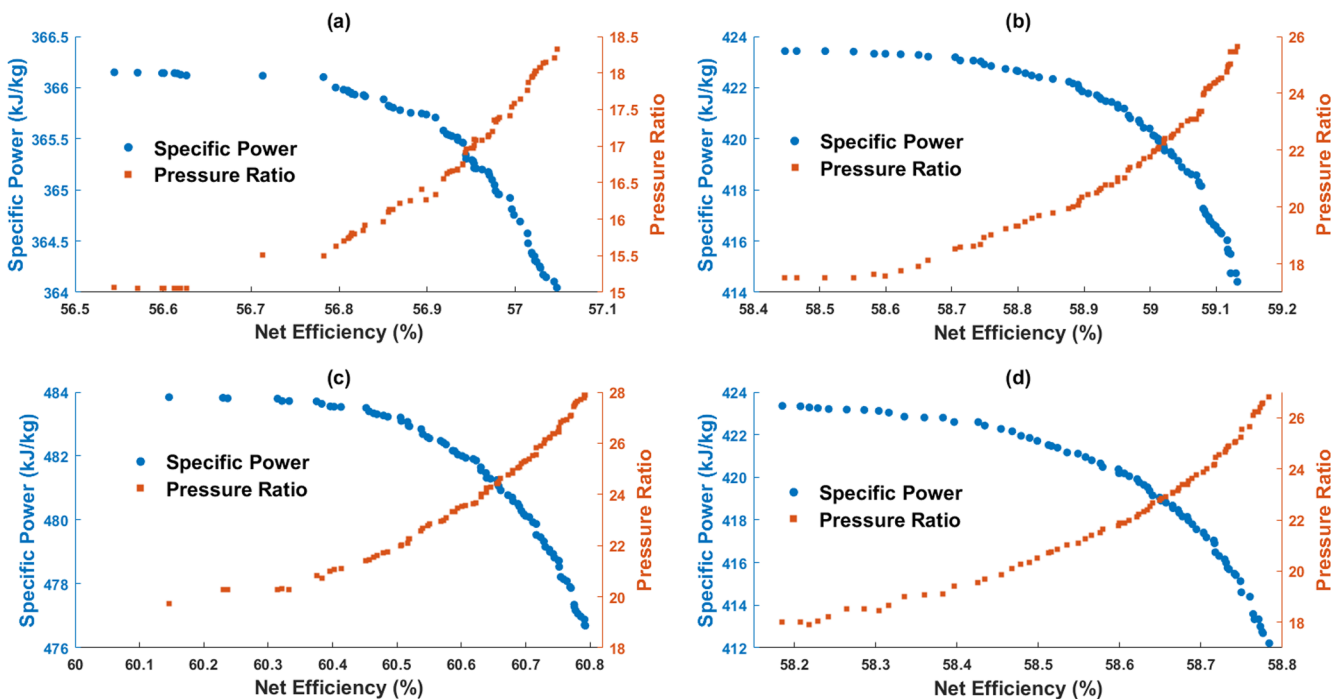 (a)
366.5
366
365.5
365
364.5
364
Specific Power (kJ/kg)
Specific Power
Pressure Ratio
18.5
18
17.5
17
16.5
16
15.5
15
Pressure Ratio
56.5 56.6 56.7 56.8 56.9 57 57.1
Net Efficiency (%)
(b)
424
422
420
418
416
414
Specific Power (kJ/kg)
Specific Power
Pressure Ratio
26
24
22
20
18
Pressure Ratio
58.4 58.5 58.6 58.7 58.8 58.9 59 59.1 59.2
Net Efficiency (%)
(c)
484
482
480
478
476
Specific Power (kJ/kg)
Specific Power
Pressure Ratio
28
26
24
22
20
18
Pressure Ratio
60 60.1 60.2 60.3 60.4 60.5 60.6 60.7 60.8
Net Efficiency (%)
(d)
424
422
420
418
416
414
412
Specific Power (kJ/kg)
Specific Power
Pressure Ratio
26
24
22
20
18
Pressure Ratio
58.2 58.3 58.4 58.5 58.6 58.7 58.8
Net Efficiency (%)